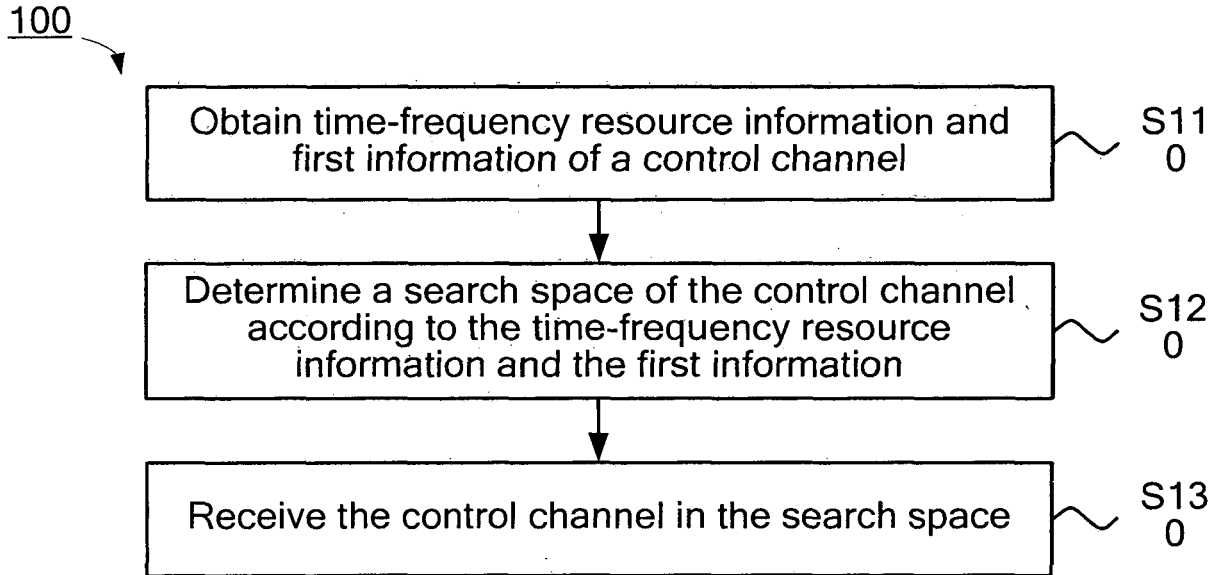 100
Obtain time-frequency resource information and
first information of a control channel
S11
0
Determine a search space of the control channel
according to the time-frequency resource
information and the first information
S12
0
Receive the control channel in the search space
S13
0